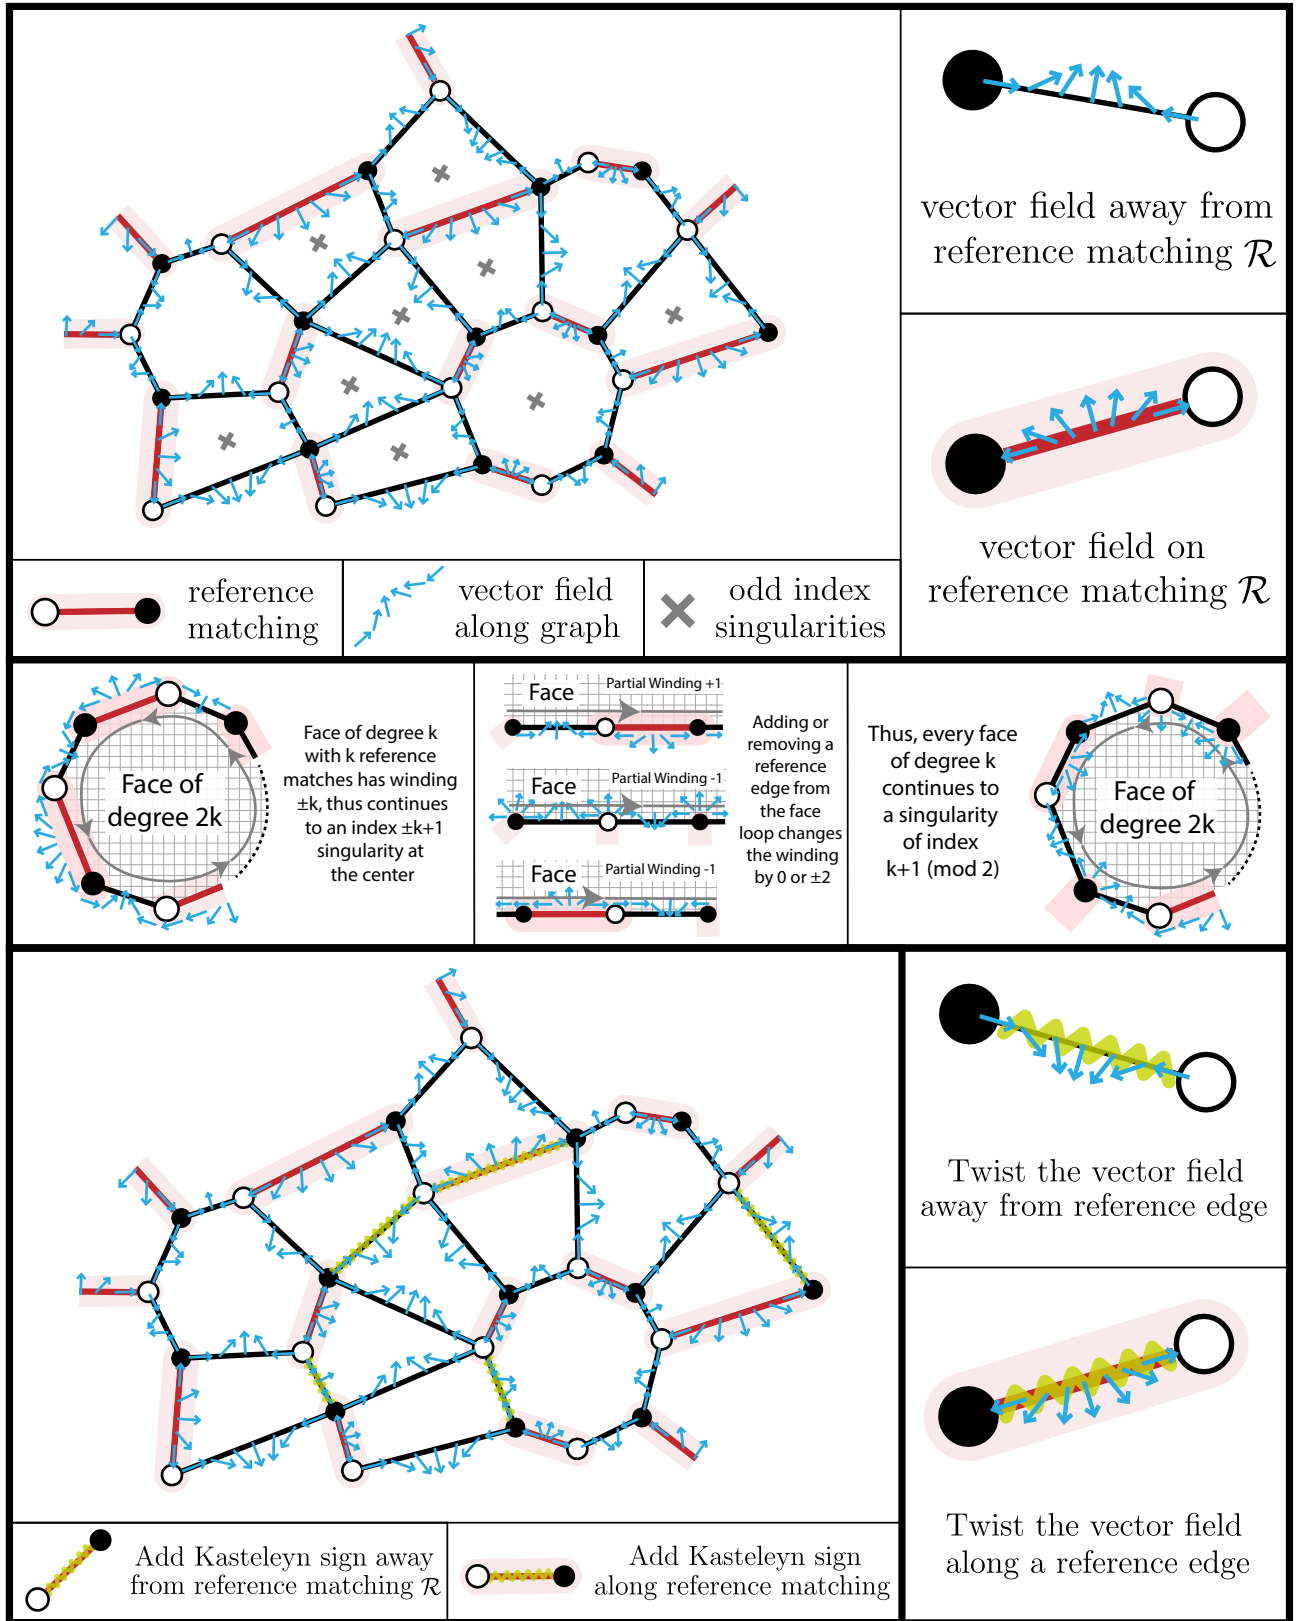 vector field away from
reference matching R
vector field on
reference matching R
reference
matching
vector field
along graph
odd index
singularities
Face of
degree 2k
Face of degree k
with k reference
matches has winding
±k, thus continues
to an index ±k+1
singularity at
the center
Face
Partial Winding +1
Face
Partial Winding -1
Face
Partial Winding -1
Adding or
removing a
reference
edge from
the face
loop changes
the winding
by 0 or ±2
Thus, every face
of degree k
continues to
a singularity
of index
k+1 (mod 2)
Face of
degree 2k
Twist the vector field
away from reference edge
Twist the vector field
along a reference edge
Add Kasteleyn sign away
from reference matching R
Add Kasteleyn sign
along reference matching